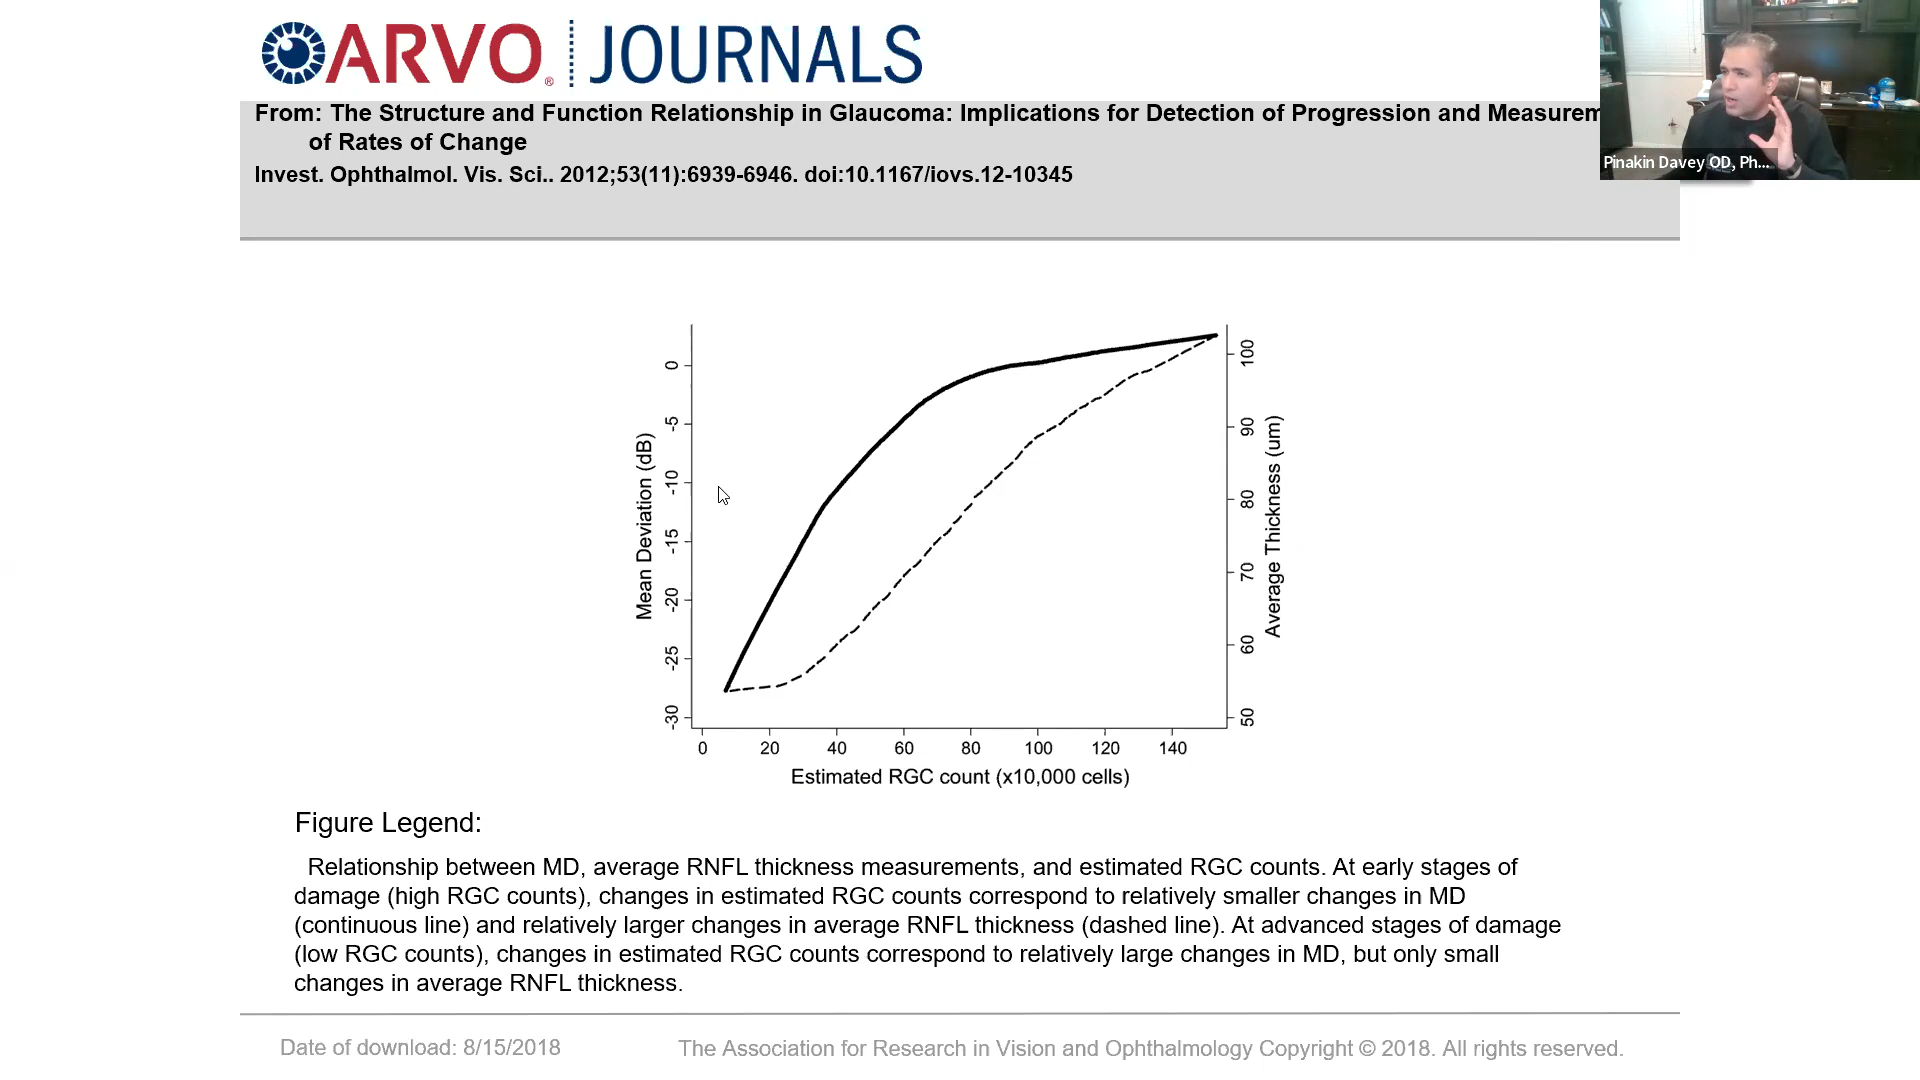 ARVO® JOURNALS
From: The Structure and Function Relationship in Glaucoma: Implications for Detection of Progression and Measurem
of Rates of Change
Invest. Ophthalmol. Vis. Sci.. 2012;53(11):6939-6946. doi:10.1167/iovs.12-10345
Pinakin Davey OD, Ph...
Mean Deviation (dB)
0
-5
-10
-15
-20
-25
-30
100
90
80
70
60
50
Average Thickness (um)
0 20 40 60 80 100 120 140
Estimated RGC count (x10,000 cells)
Figure Legend:
Relationship between MD, average RNFL thickness measurements, and estimated RGC counts. At early stages of
damage (high RGC counts), changes in estimated RGC counts correspond to relatively smaller changes in MD
(continuous line) and relatively larger changes in average RNFL thickness (dashed line). At advanced stages of damage
(low RGC counts), changes in estimated RGC counts correspond to relatively large changes in MD, but only small
changes in average RNFL thickness.
Date of download: 8/15/2018
The Association for Research in Vision and Ophthalmology Copyright © 2018. All rights reserved.